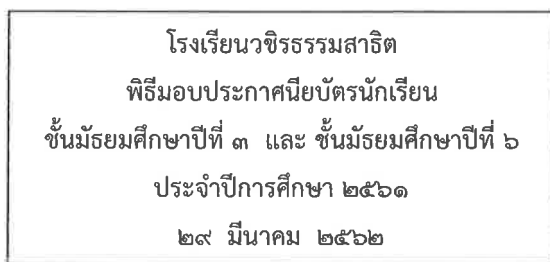 โรงเรียนวชิรธรรมสาธิต
พิธีมอบประกาศนียบัตรนักเรียน
ชั้นมัธยมศึกษาปีที่ ๓ และ ชั้นมัธยมศึกษาปีที่ ๖
ประจำปีการศึกษา ๒๕๖๑
๒๙ มีนาคม ๒๕๖๒